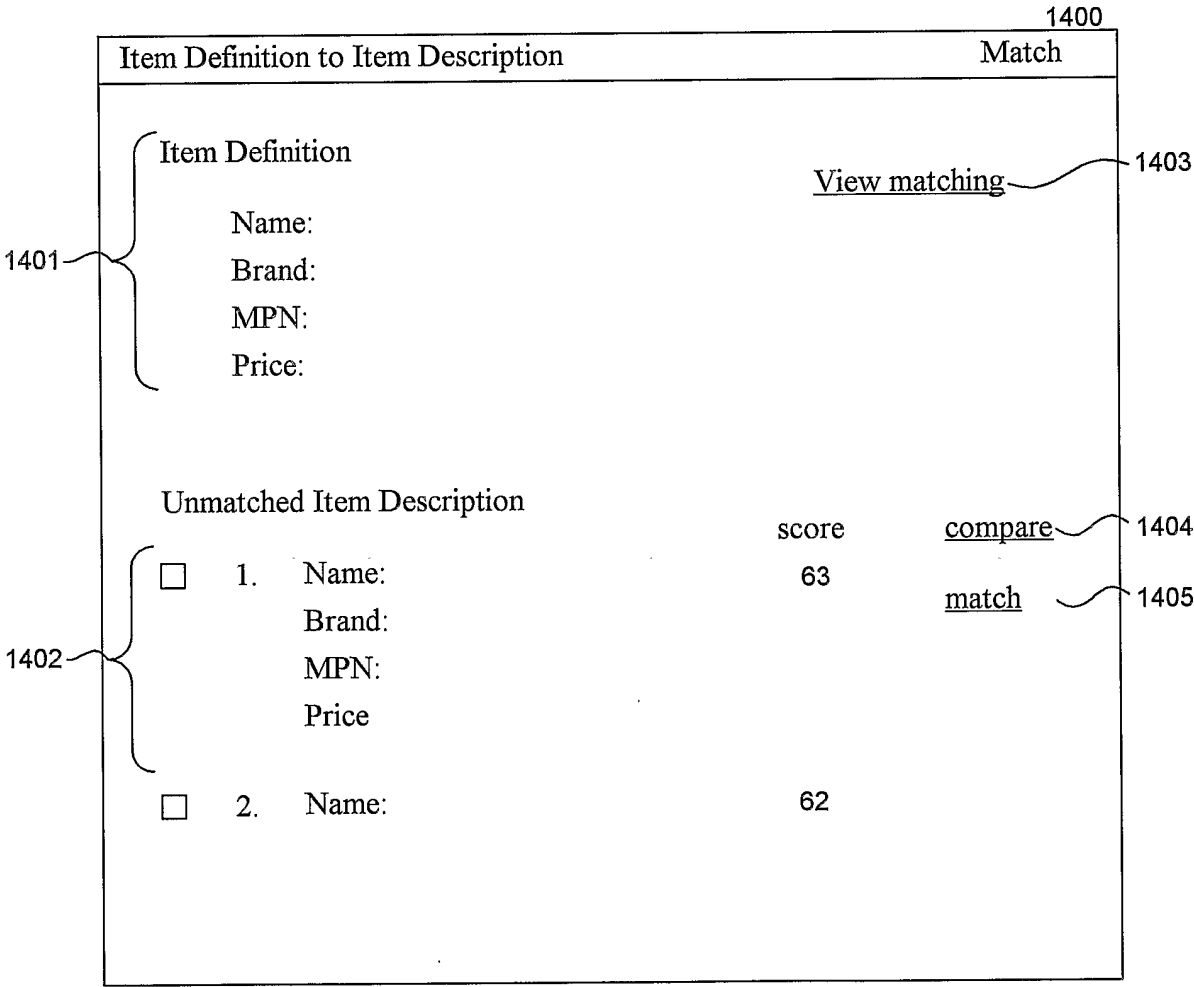 1400
Item Definition to Item Description Match
Item Definition
1403
View matching
Name:
1401
Brand:
MPN:
Price:
Unmatched Item Description
score compare 1404
1. Name: 63
match 1405
Brand:
1402
MPN:
Price
2. Name: 62